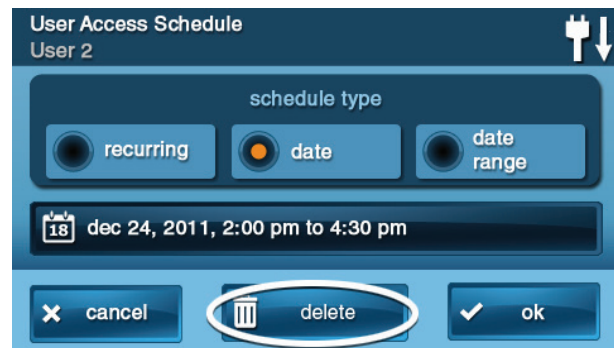 User Access Schedule
User 2
schedule type
recurring
date
date
range
18
dec 24, 2011, 2:00 pm to 4:30 pm
cancel
delete
ok